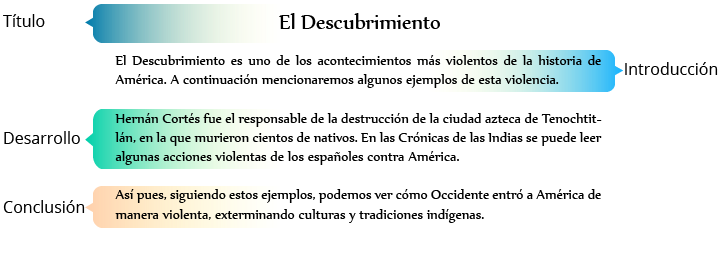 Título
El Descubrimiento
El Descubrimiento es uno de los acontecimientos más violentos de la historia de
América. A continuación mencionaremos algunos ejemplos de esta violencia.
Introducción
Hernán Cortés fue el responsable de la destrucción de la ciudad azteca de Tenochtit-
lán, en la que murieron cientos de nativos. En las Crónicas de las Indias se puede leer
algunas acciones violentas de los españoles contra América.
Desarrollo
Así pues, siguiendo estos ejemplos, podemos ver cómo Occidente entró a América de
manera violenta, exterminando culturas y tradiciones indígenas.
Conclusión